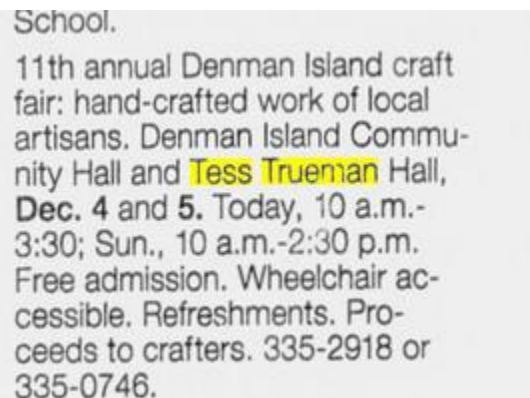 School.
11th annual Denman Island craft
fair: hand-crafted work of local
artisans. Denman Island Commu-
nity Hall and Tess Trueman Hall,
Dec. 4 and 5. Today, 10 a.m.-
3:30; Sun., 10 a.m.-2:30 p.m.
Free admission. Wheelchair ac-
cessible. Refreshments. Pro-
ceeds to crafters. 335-2918 or
335-0746.